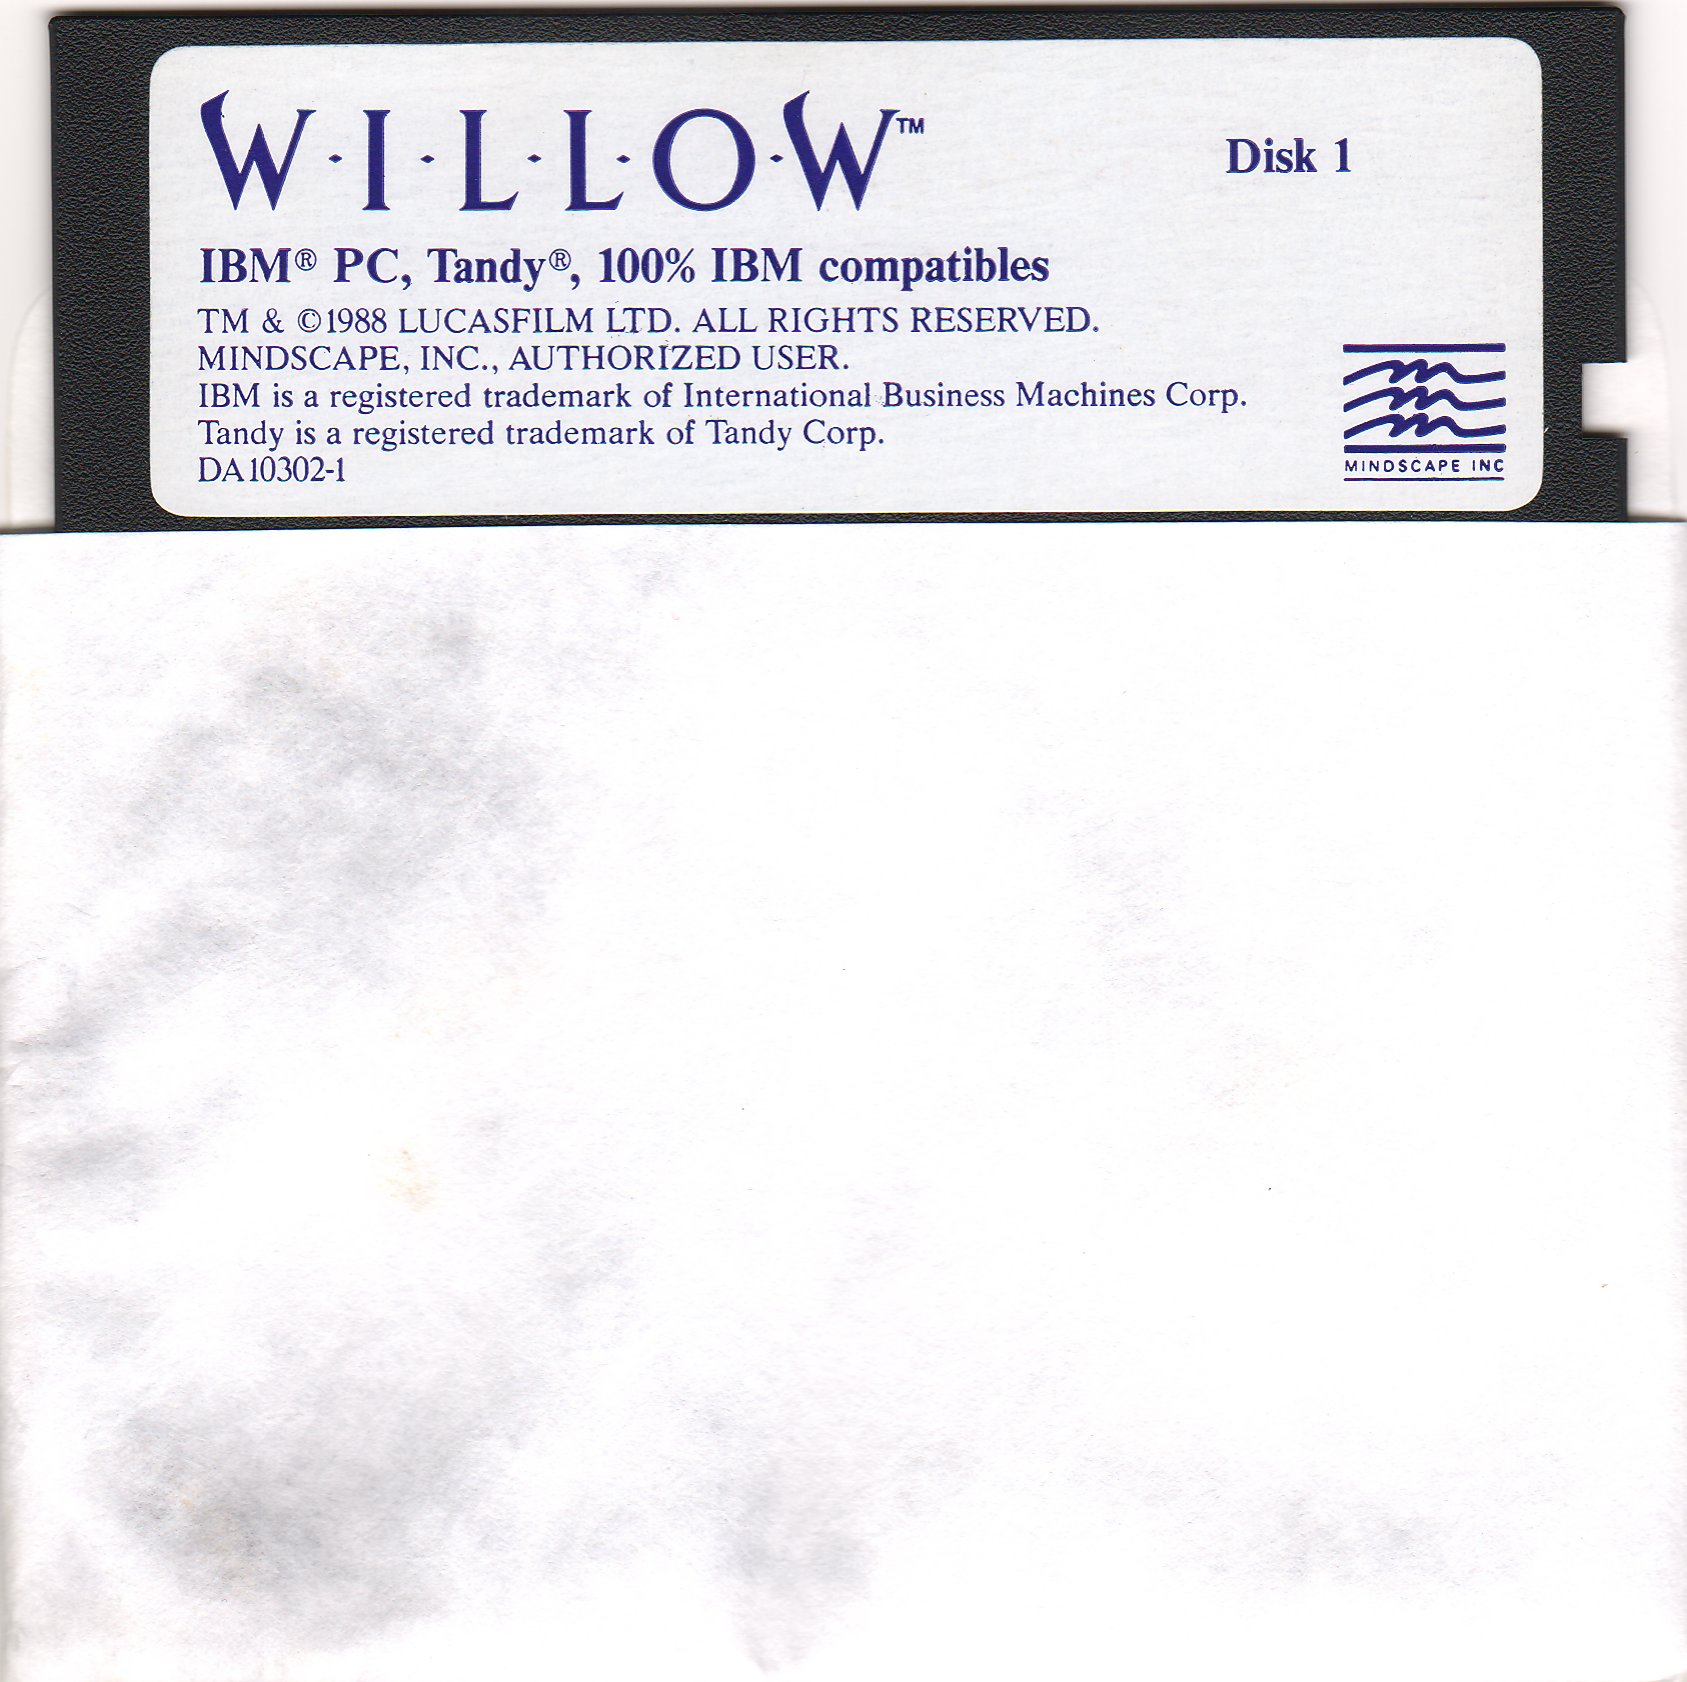 W·I·L·L·O·W™
Disk 1
IBM® PC, Tandy®, 100% IBM compatibles
TM & ©1988 LUCASFILM LTD. ALL RIGHTS RESERVED.
MINDSCAPE, INC., AUTHORIZED USER.
IBM is a registered trademark of International Business Machines Corp.
Tandy is a registered trademark of Tandy Corp.
DA10302-1
MINDSCAPE INC